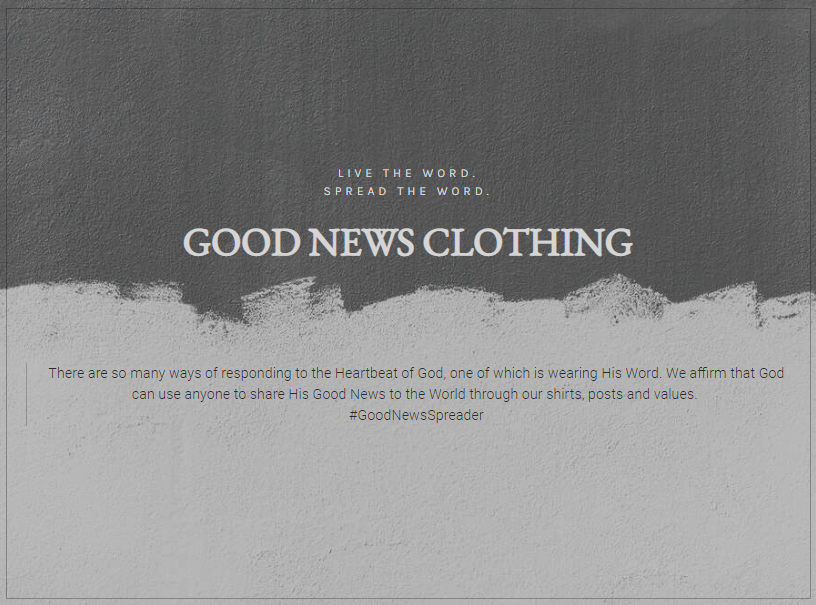 LIVE THE WORD.
SPREAD THE WORD.
GOOD NEWS CLOTHING
There are so many ways of responding to the Heartbeat of God, one of which is wearing His Word. We affirm that God
can use anyone to share His Good News to the World through our shirts, posts and values.
#GoodNewsSpreader